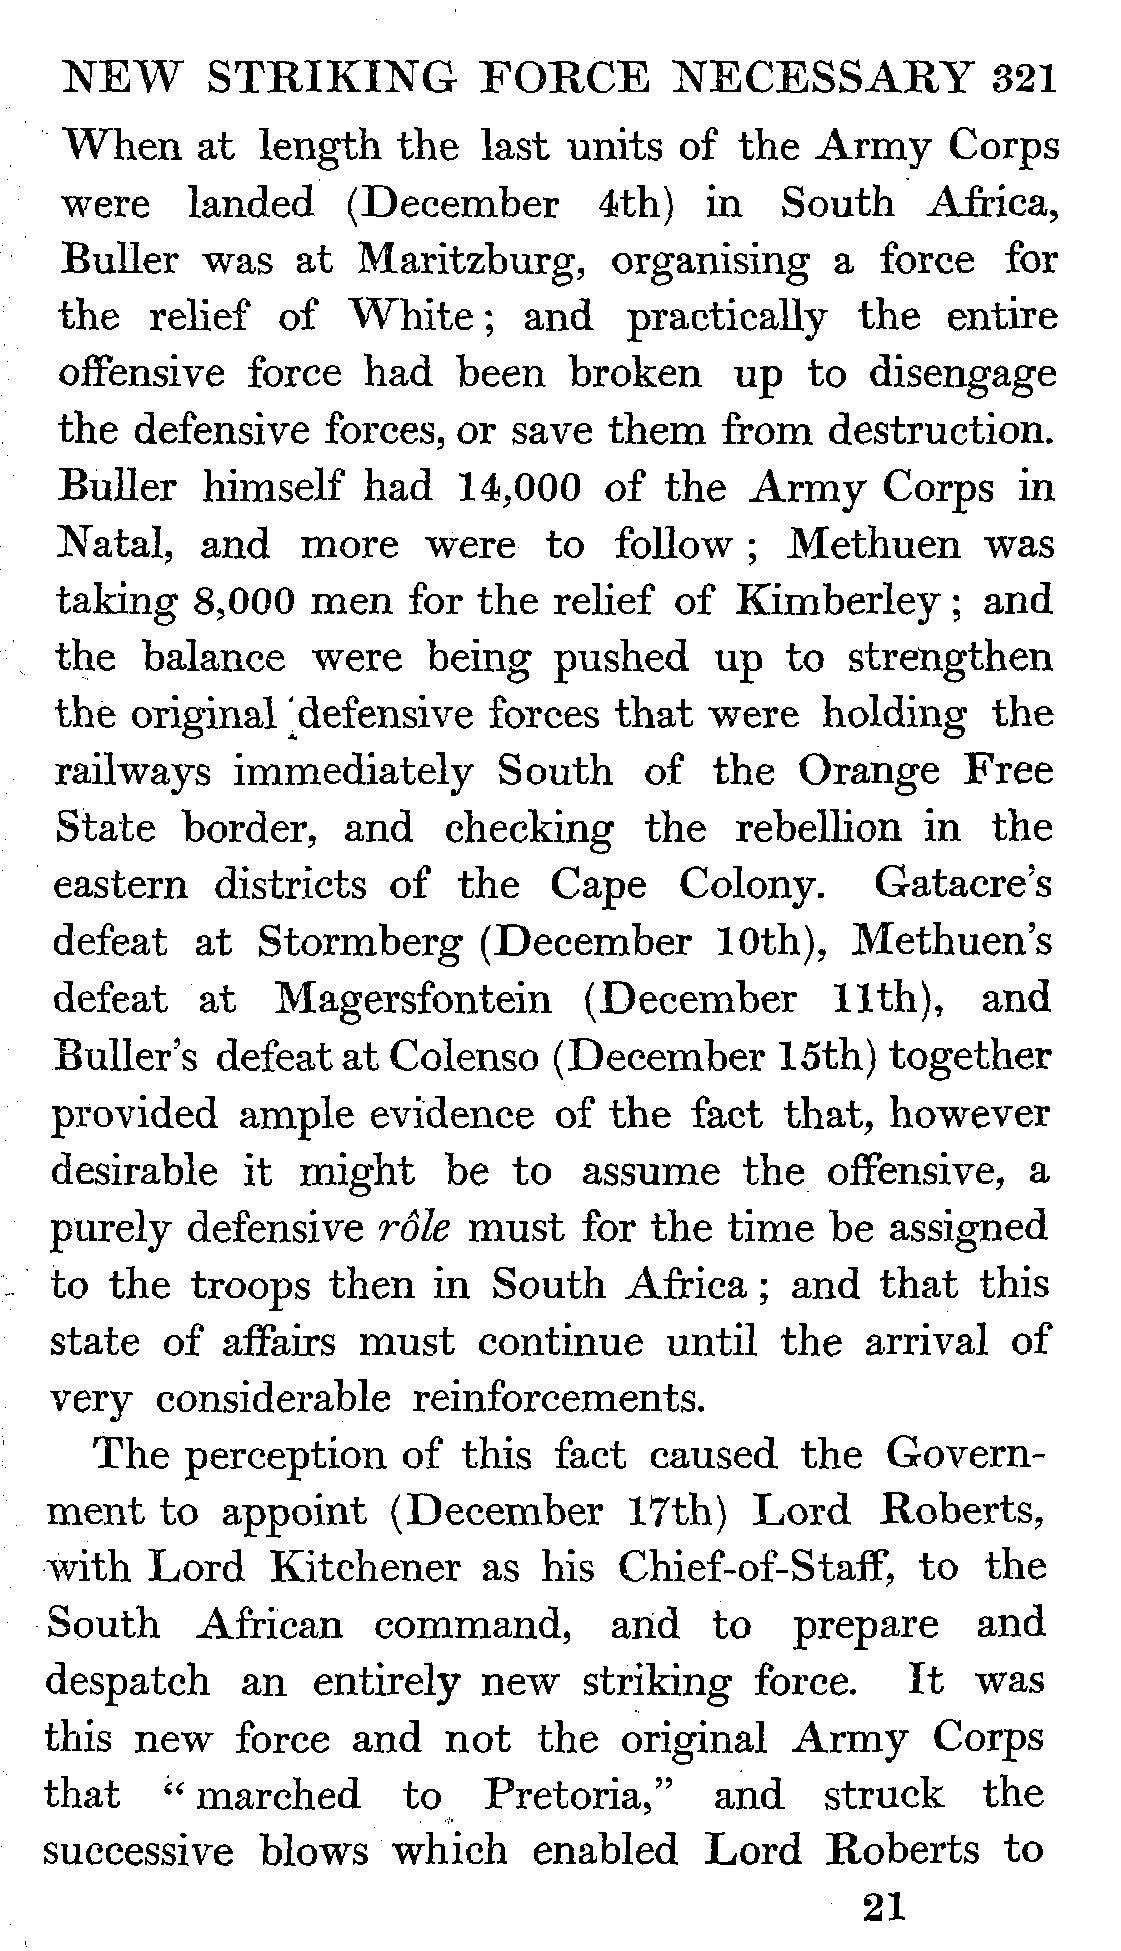 NEW STRIKING FORCE NECESSARY 321
When at length the last units of the Army Corps
were landed (December 4th) in South Africa,
Buller was at Maritzburg, organising a force for
the relief of White; and practically the entire
offensive force had been broken up to disengage
the defensive forces, or save them from destruction.
Buller himself had 14,000 of the Army Corps in
Natal, and more were to follow; Methuen was
taking 8,000 men for the relief of Kimberley; and
the balance were being pushed up to strengthen
the original defensive forces that were holding the
railways immediately South of the Orange Free
State border, and checking the rebellion in the
eastern districts of the Cape Colony. Gatacre's
defeat at Stormberg (December 10th), Methuen's
defeat at Magersfontein (December 11th), and
Buller's defeat at Colenso (December 15th) together
provided ample evidence of the fact that, however
desirable it might be to assume the offensive, a
purely defensive rôle must for the time be assigned
to the troops then in South Africa; and that this
state of affairs must continue until the arrival of
very considerable reinforcements.
The perception of this fact caused the Govern-
ment to appoint (December 17th) Lord Roberts,
with Lord Kitchener as his Chief-of-Staff, to the
South African command, and to prepare and
despatch an entirely new striking force. It was
this new force and not the original Army Corps
that "marched to Pretoria," and struck the
successive blows which enabled Lord Roberts to
21